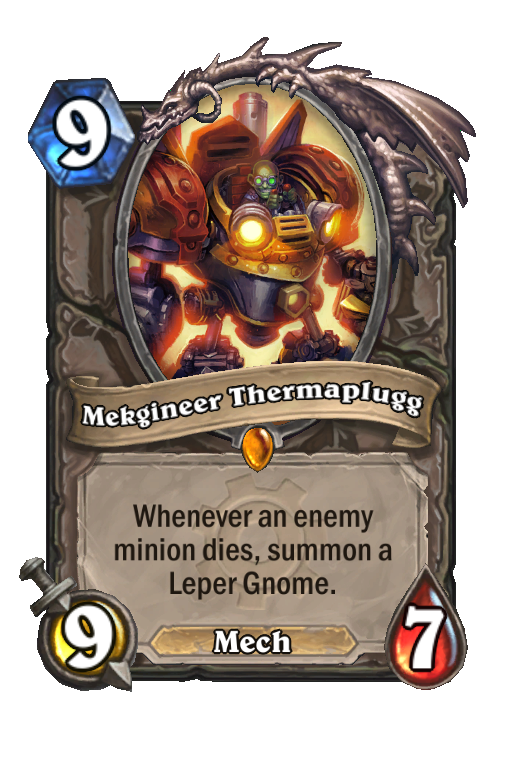 9
Mekgineer Thermaplugg
Whenever an enemy
minion dies, summon a
Leper Gnome.
9
Mech
7